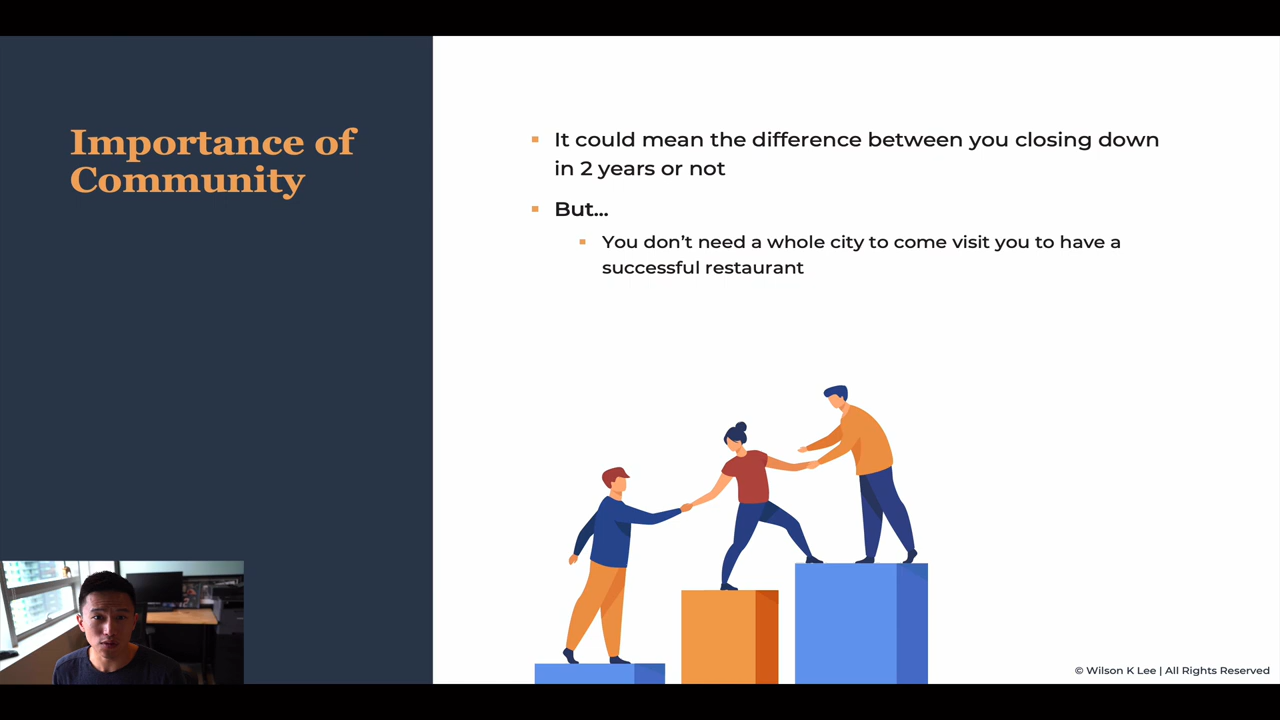 Importance of
Community
It could mean the difference between you closing down
in 2 years or not
But...
You don’t need a whole city to come visit you to have a
successful restaurant
© Wilson K Lee | All Rights Reserved